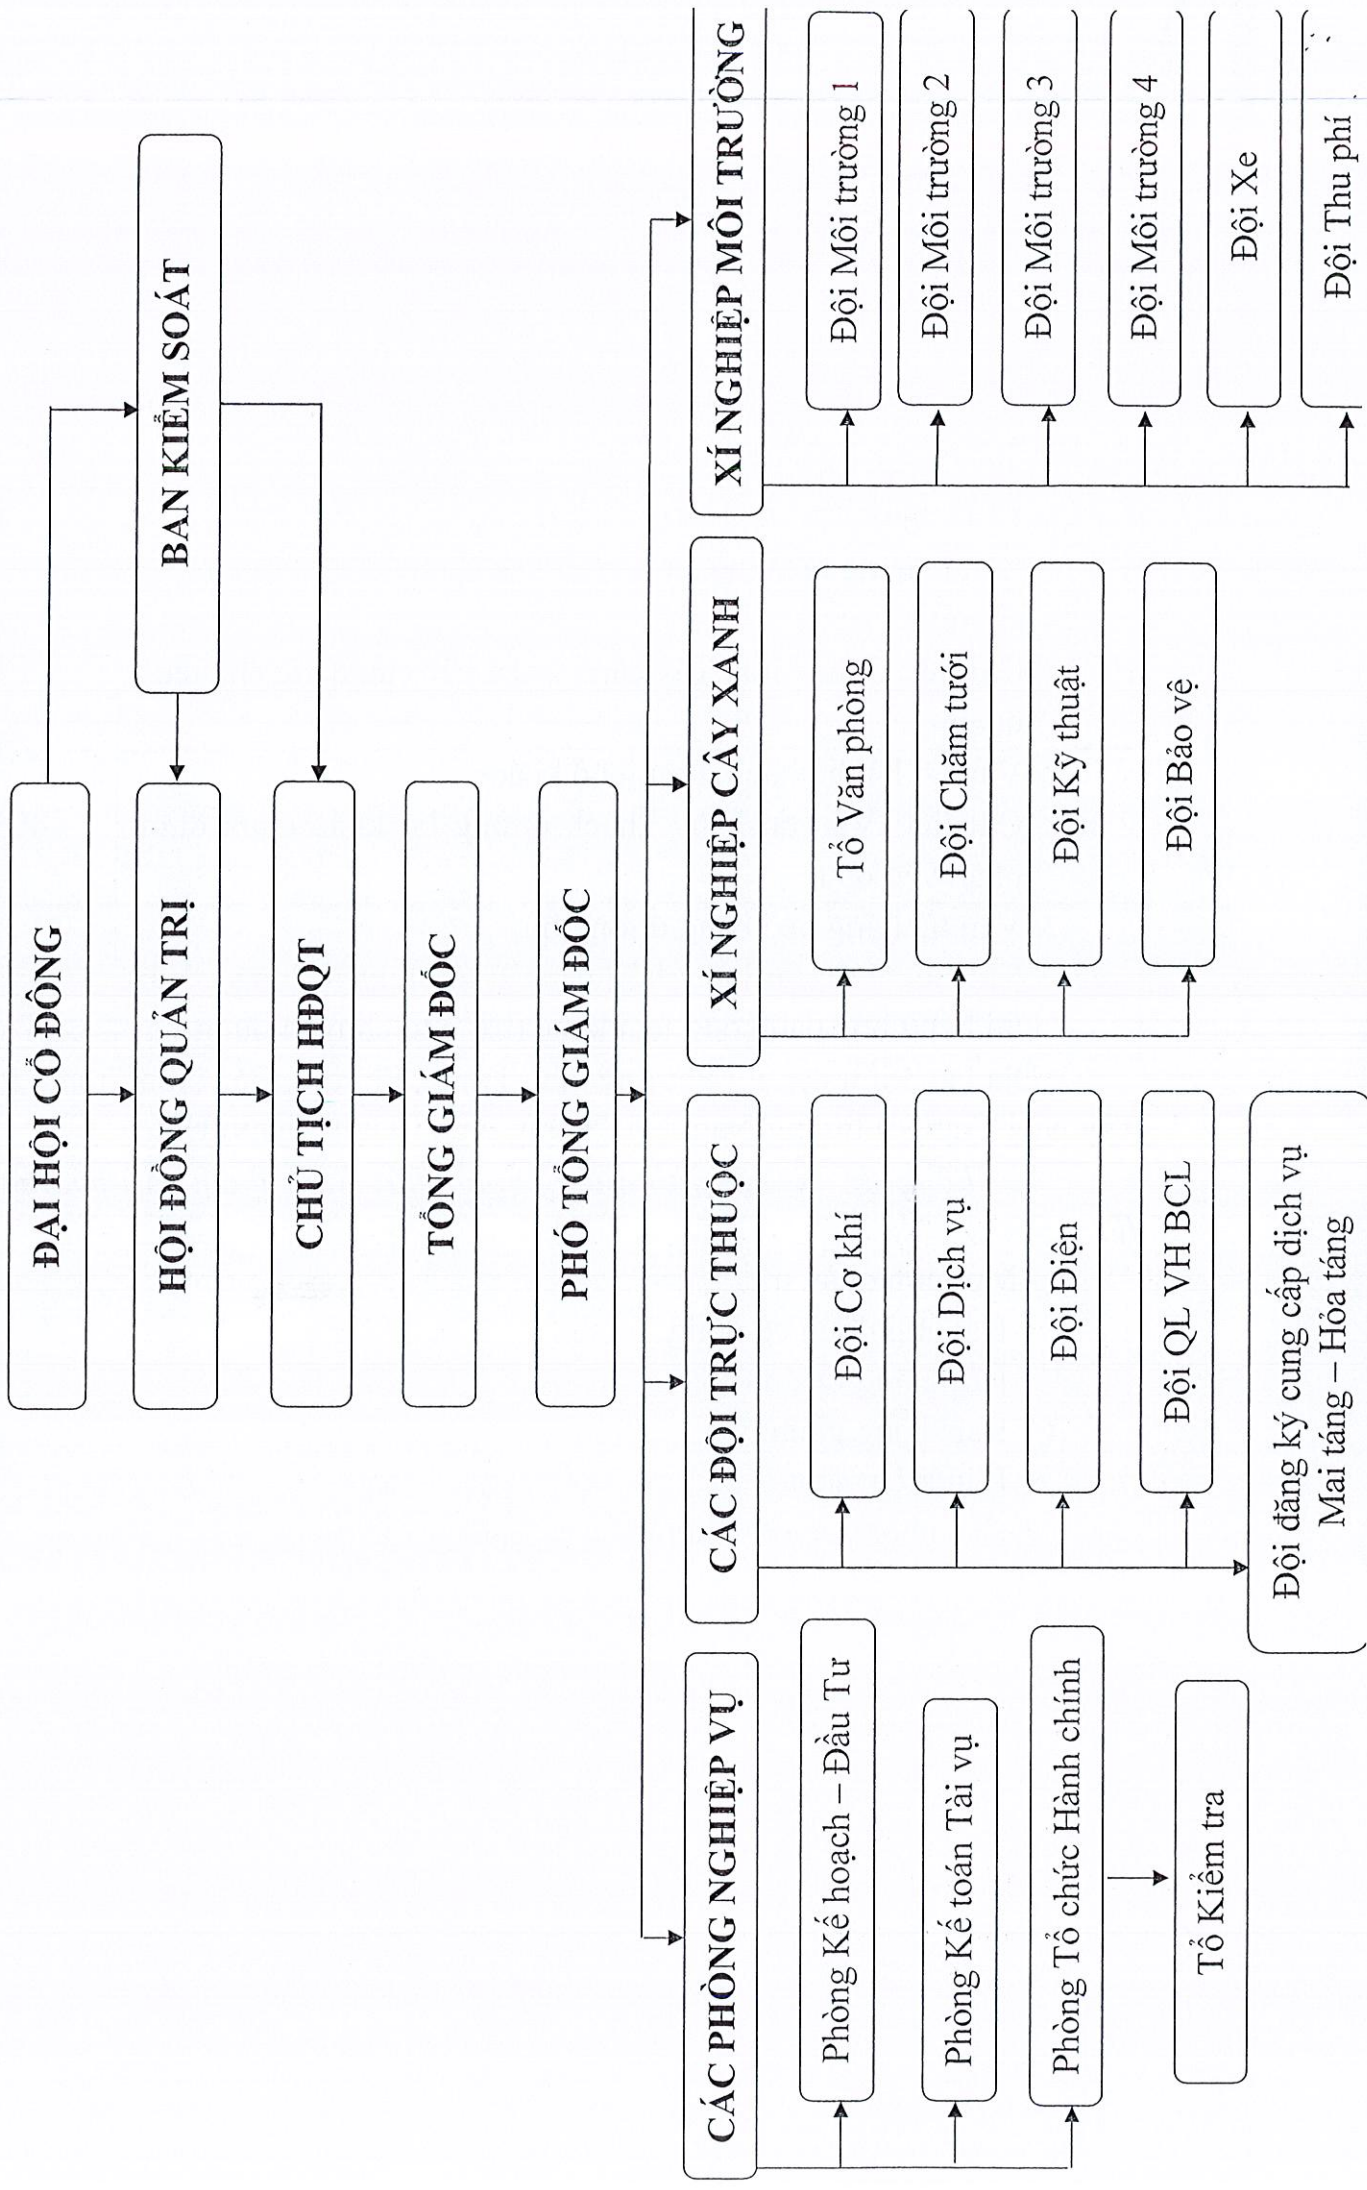 ĐẠI HỘI CỔ ĐÔNG
BAN KIỂM SOÁT
HỘI ĐỒNG QUẢN TRỊ
CHỦ TỊCH HĐQT
TỔNG GIÁM ĐỐC
PHÓ TỔNG GIÁM ĐỐC
CÁC PHÒNG NGHIỆP VỤ
Phòng Kế hoạch – Đầu Tư
Phòng Kế toán Tài vụ
Phòng Tổ chức Hành chính
Tổ Kiểm tra
CÁC ĐỘI TRỰC THUỘC
Đội Cơ khí
Đội Dịch vụ
Đội Điện
Đội QL VH BCL
Đội đăng ký cung cấp dịch vụ
Mai táng – Hỏa táng
XÍ NGHIỆP CÂY XANH
Tổ Văn phòng
Đội Chăm tưới
Đội Kỹ thuật
Đội Bảo vệ
XÍ NGHIỆP MÔI TRƯỜNG
Đội Môi trường 1
Đội Môi trường 2
Đội Môi trường 3
Đội Môi trường 4
Đội Xe
Đội Thu phí